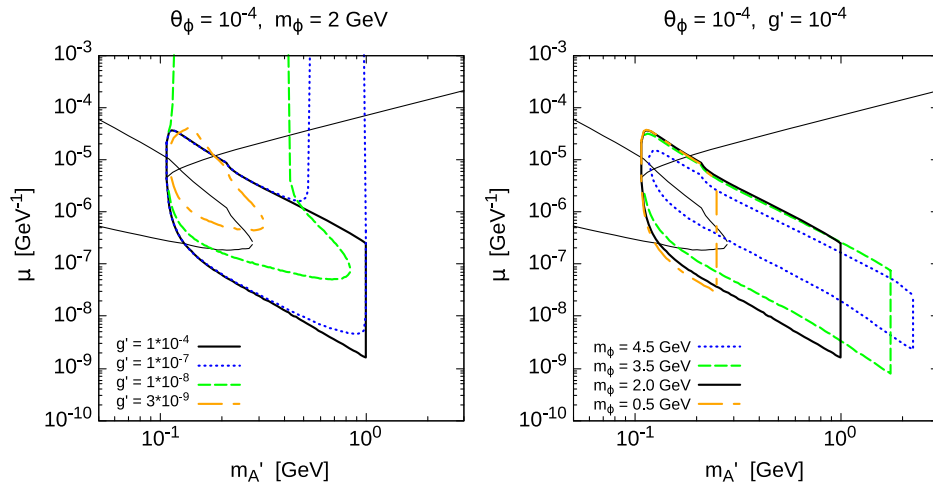 θϕ = 10-4, mϕ = 2 GeV
10-3
10-4
10-5
10-6
10-7
10-8
10-9
10-10
μ [GeV-1]
g' = 1*10-4
g' = 1*10-7
g' = 1*10-8
g' = 3*10-9
10-1 100
mA' [GeV]
θϕ = 10-4, g' = 10-4
10-3
10-4
10-5
10-6
10-7
10-8
10-9
10-10
μ [GeV-1]
mϕ = 4.5 GeV
mϕ = 3.5 GeV
mϕ = 2.0 GeV
mϕ = 0.5 GeV
10-1 100
mA' [GeV]